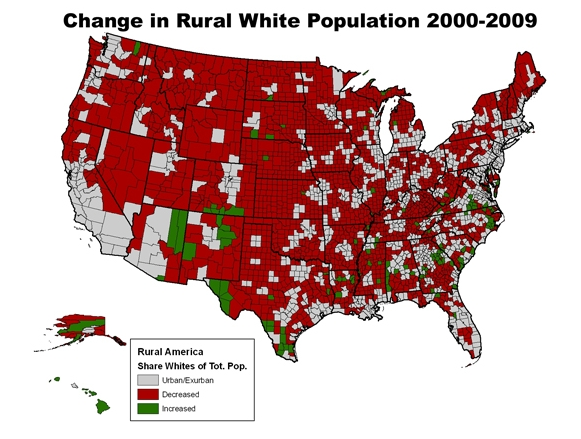 Change in Rural White Population 2000-2009
Rural America
Share Whites of Tot. Pop.
Urban/Exurban
Decreased
Increased